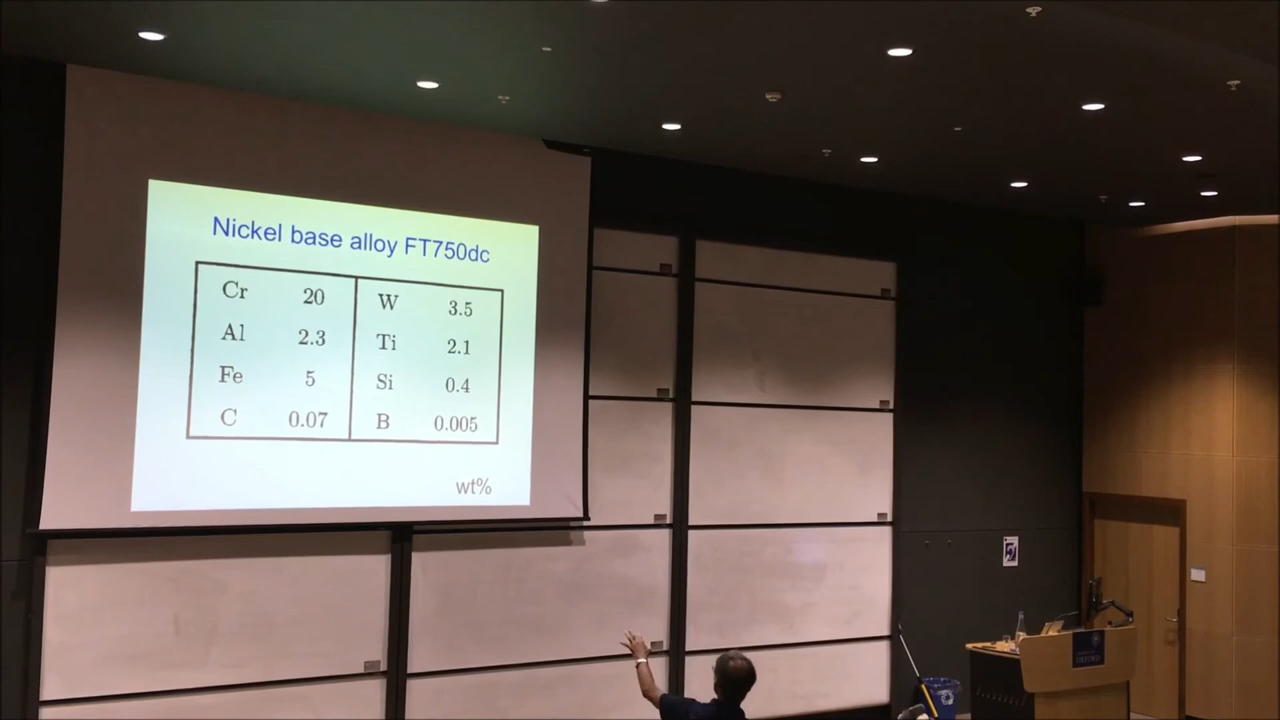 Nickel base alloy FT750dc
Cr 20 W 3.5
Al 2.3 Ti 2.1
Fe 5 Si 0.4
C 0.07 B 0.005
wt%
OXFORD